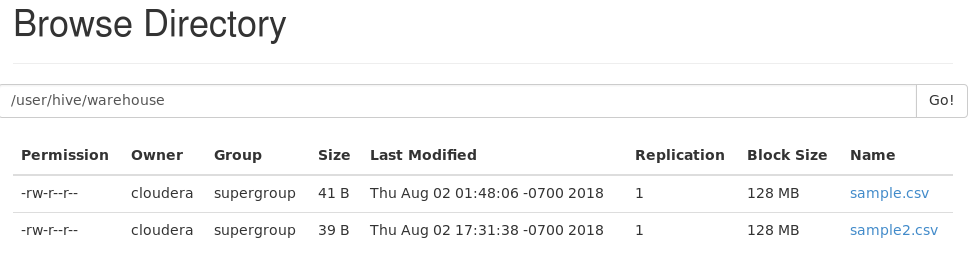 Browse Directory
/user/hive/warehouse Go!
Permission Owner Group Size Last Modified Replication Block Size Name
-rw-r--r-- cloudera supergroup 41 B Thu Aug 02 01:48:06 -0700 2018 1 128 MB sample.csv
-rw-r--r-- cloudera supergroup 39 B Thu Aug 02 17:31:38 -0700 2018 1 128 MB sample2.csv